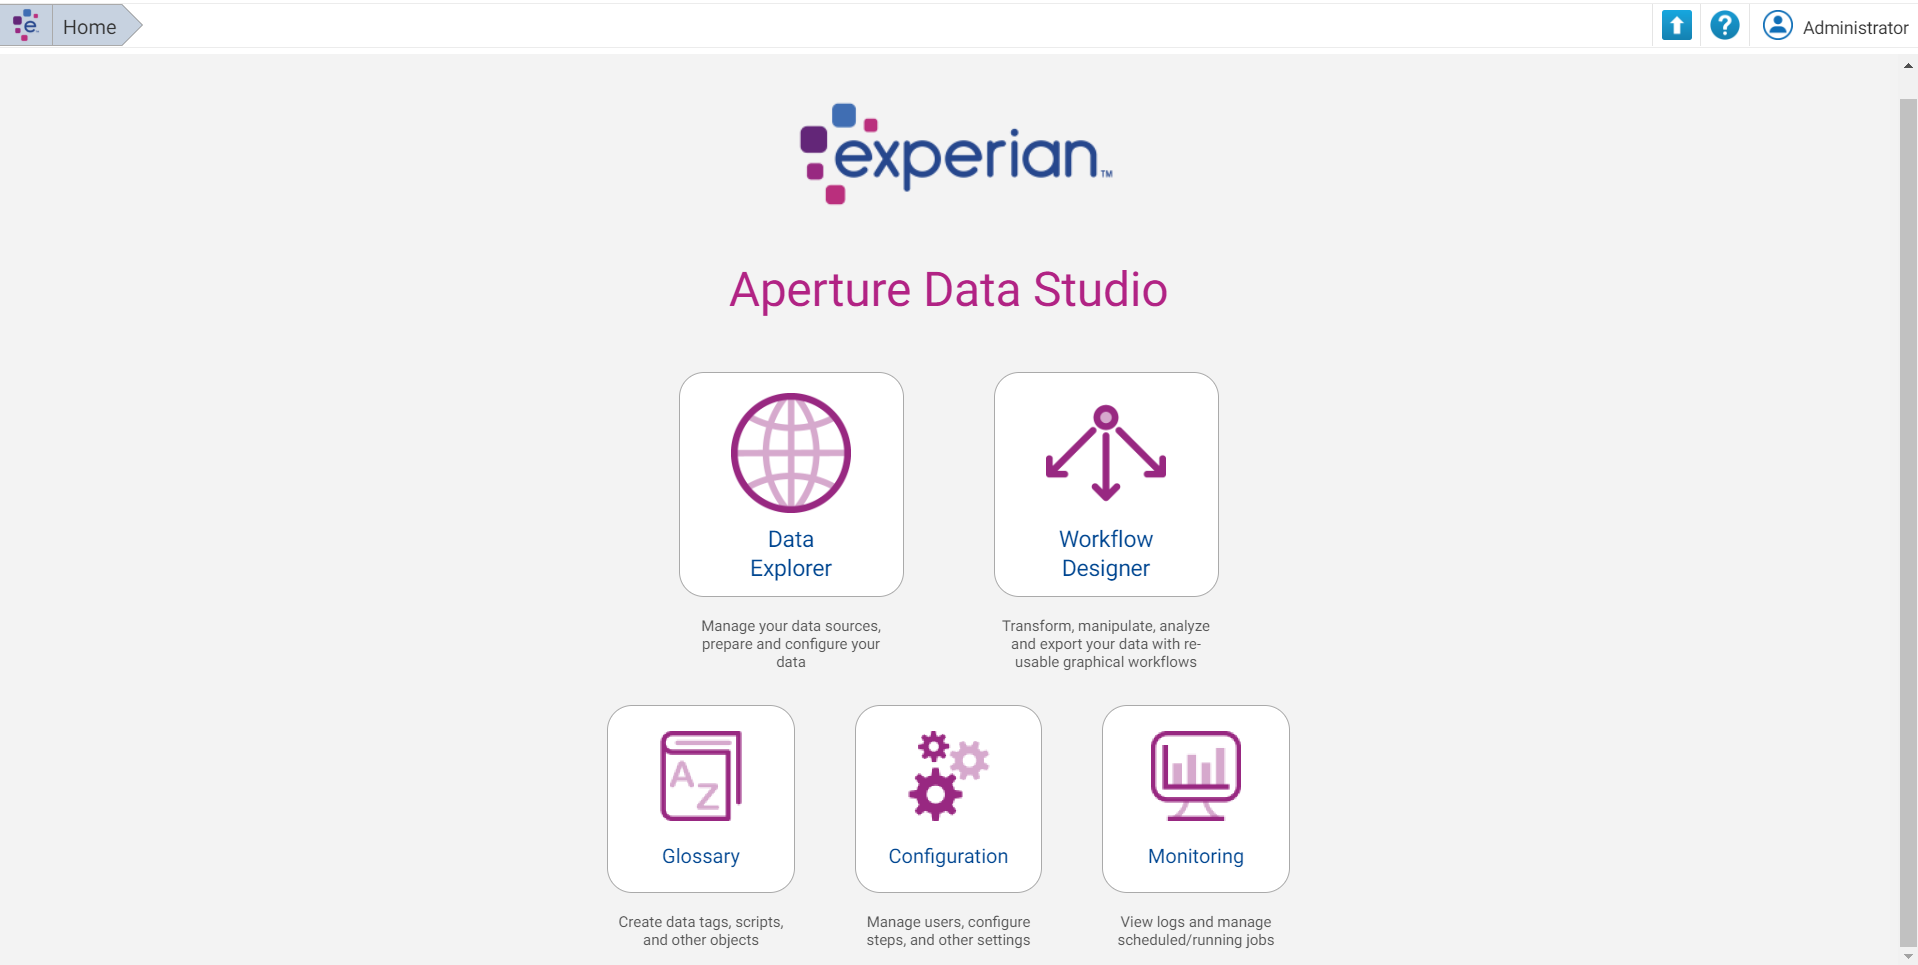 e
Home
?
Administrator
experian™
Aperture Data Studio
Data
Explorer
Workflow
Designer
Manage your data sources,
prepare and configure your
data
Transform, manipulate, analyze
and export your data with re-
usable graphical workflows
A
Z
Glossary
Configuration
Monitoring
Create data tags, scripts,
and other objects
Manage users, configure
steps, and other settings
View logs and manage
scheduled/running jobs